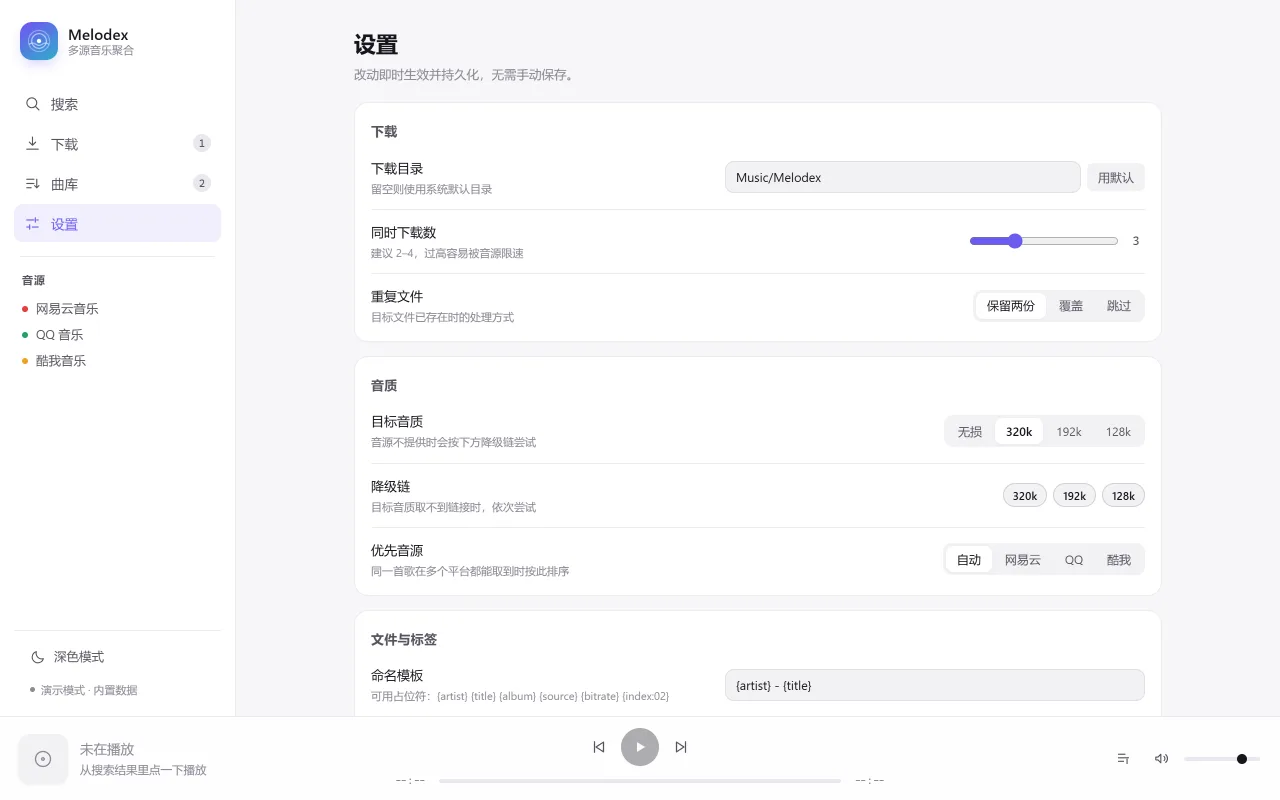 Melodex
多源音乐聚合
搜索
下载 1
曲库 2
设置
音源
网易云音乐
QQ 音乐
酷我音乐
深色模式
演示模式 · 内置数据
设置
改动即时生效并持久化，无需手动保存。
下载
下载目录
留空则使用系统默认目录
Music/Melodex 用默认
同时下载数
建议 2–4，过高容易被音源限速
3
重复文件
目标文件已存在时的处理方式
保留两份 覆盖 跳过
音质
目标音质
音源不提供时会按下方降级链尝试
无损 320k 192k 128k
降级链
目标音质取不到链接时，依次尝试
320k 192k 128k
优先音源
同一首歌在多个平台都能取到时按此排序
自动 网易云 QQ 酷我
文件与标签
命名模板
可用占位符：{artist} {title} {album} {source} {bitrate} {index:02}
{artist} - {title}
未在播放
从搜索结果里点一下播放
--:-- --:--